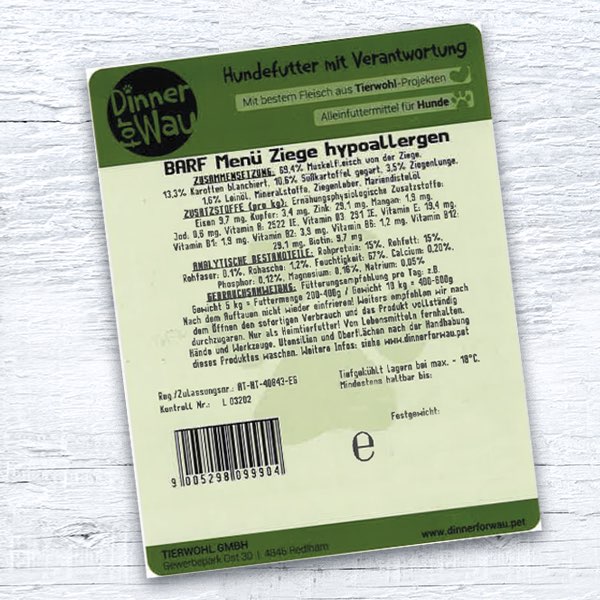 Dinner
for Wau
Hundefutter mit Verantwortung
Mit bestem Fleisch aus Tierwohl-Projekten
Alleinfuttermittel für Hunde
BARF Menü Ziege hypoallergen
ZUSAMMENSETZUNG: 69,4% Muskelfleisch von der Ziege,
13,3% Karotten blanchiert, 10,6% Süßkartoffel gegart, 3,5% Ziegenlunge,
1,6% Leinöl, Mineralstoffe, Ziegenleber, Mariendistelöl
ZUSATZSTOFFE (pro kg): Ernährungsphysiologische Zusatzstoffe:
Eisen 9,7 mg, Kupfer: 3,4 mg, Zink: 29,1 mg, Mangan: 1,9 mg,
Jod: 0,6 mg, Vitamin A: 2522 IE, Vitamin D3: 291 IE, Vitamin E: 19,4 mg,
Vitamin B1: 1,9 mg, Vitamin B2: 3,9 mg, Vitamin B6: 1,2 mg, Vitamin B12:
29,1 mg, Biotin: 9,7 mg
ANALYTISCHE BESTANDTEILE: Rohprotein: 15%, Rohfett: 15%,
Rohfaser: 0,1%, Rohasche: 1,2%, Feuchtigkeit: 67%, Calcium: 0,20%,
Phosphor: 0,12%, Magnesium: 0,16%, Natrium: 0,05%
GEBRAUCHSANWEISUNG: Fütterungsempfehlung pro Tag: z.B.
Gewicht 5 kg = Futtermenge 200-400g / Gewicht 10 kg = 400-600g
Nach dem Auftauen nicht wieder einfrieren! Weiters empfehlen wir nach
dem Öffnen den sofortigen Verbrauch und das Produkt vollständig
durchzugaren. Nur als Heimtierfutter! Von Lebensmitteln fernhalten.
Hände und Werkzeuge, Utensilien und Oberflächen nach der Handhabung
dieses Produktes waschen. Weitere Infos: siehe www.dinnerforwau.pet
Reg./Zulassungsnr.: AT-HT-40843-EG
Kontroll Nr.: L 03202
Tiefgekühlt lagern bei max. - 18°C.
Mindestens haltbar bis:
Festgewicht:
e
9 005298 099904
TIERWOHL GMBH
Gewerbepark Ost 30 | 4846 Redlham
www.dinnerforwau.pet